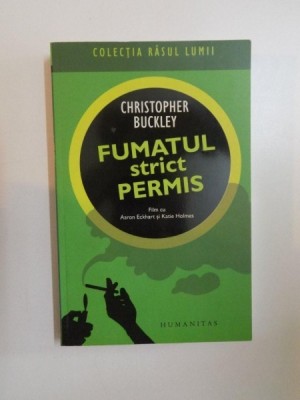 COLECȚIA RÂSUL LUMII
CHRISTOPHER
BUCKLEY
FUMATUL
strict
PERMIS
Film cu
Aaron Eckhart și Katie Holmes
HUMANITAS